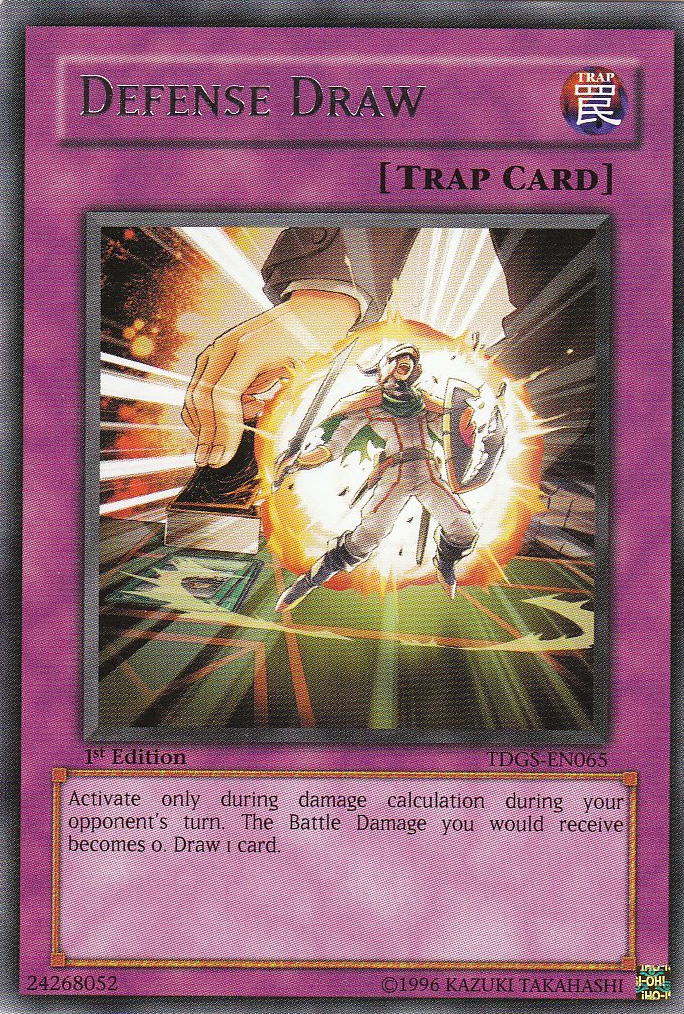 DEFENSE DRAW
TRAP
罠
[TRAP CARD]
1st Edition
TDGS-EN065
Activate only during damage calculation during your
opponent's turn. The Battle Damage you would receive
becomes 0. Draw 1 card.
24268052
©1996 KAZUKI TAKAHASHI